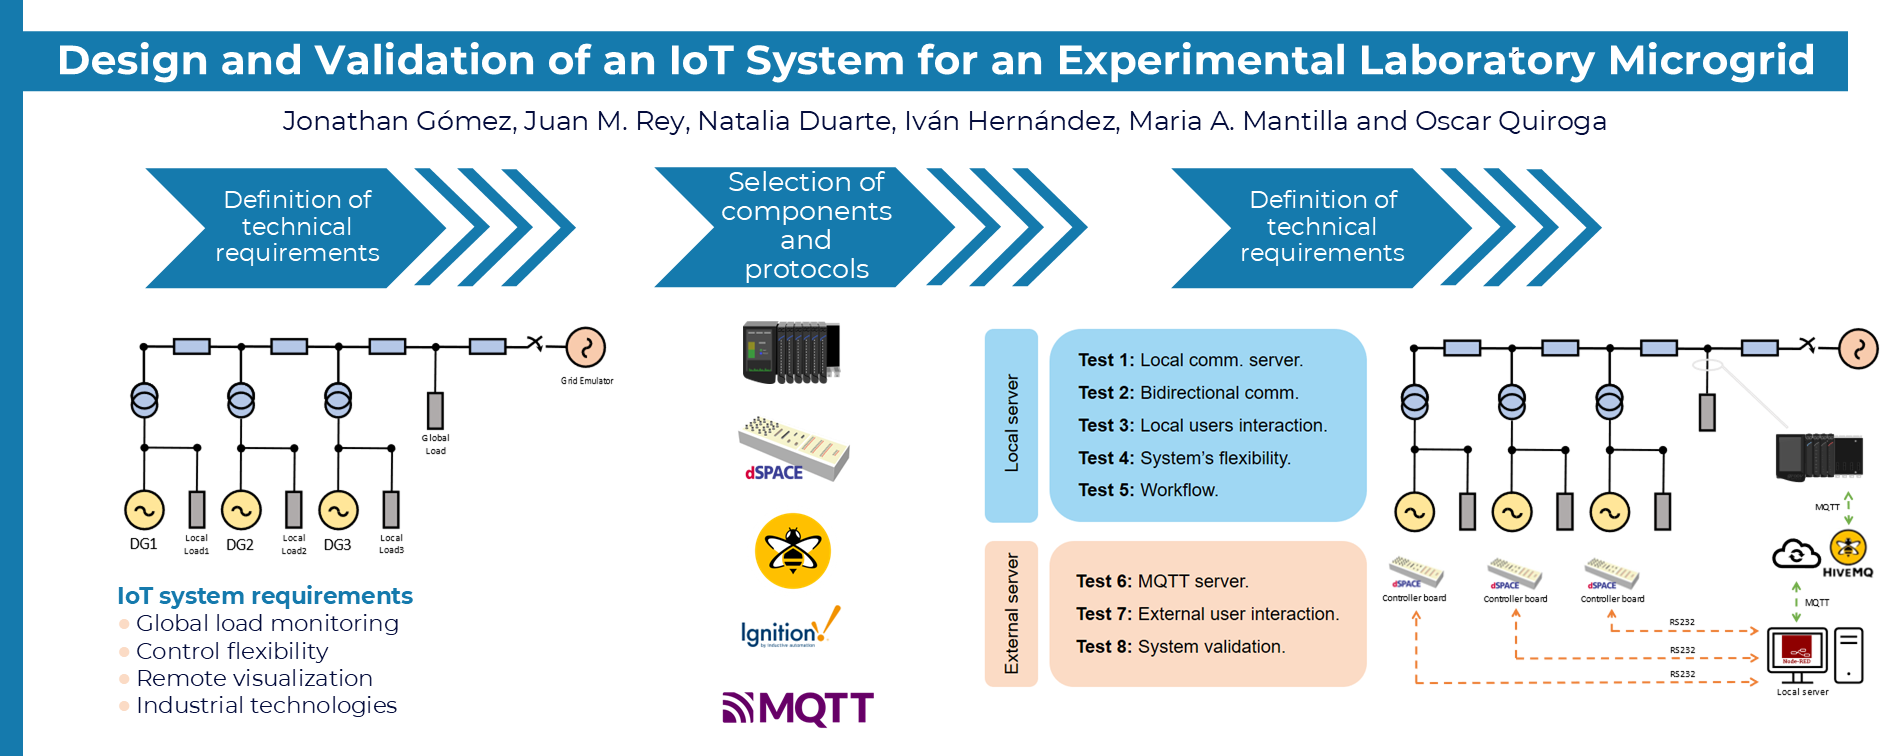 Design and Validation of an IoT System for an Experimental Laboratory Microgrid
Jonathan Gómez, Juan M. Rey, Natalia Duarte, Iván Hernández, Maria A. Mantilla and Oscar Quiroga
Definition of
technical
requirements
Selection of
components
and
protocols
Definition of
technical
requirements
Grid Emulator
Global
Load
DG1
Local
Load1
DG2
Local
Load2
DG3
Local
Load3
IoT system requirements
Global load monitoring
Control flexibility
Remote visualization
Industrial technologies
dSPACE
Ignition!
by inductive automation
MQTT
Local server
Test 1: Local comm. server.
Test 2: Bidirectional comm.
Test 3: Local users interaction.
Test 4: System's flexibility.
Test 5: Workflow.
External server
Test 6: MQTT server.
Test 7: External user interaction.
Test 8: System validation.
MQTT
HIVEMQ
MQTT
dSPACE
Controller board
dSPACE
Controller board
dSPACE
Controller board
RS232
RS232
RS232
Node-RED
Local server